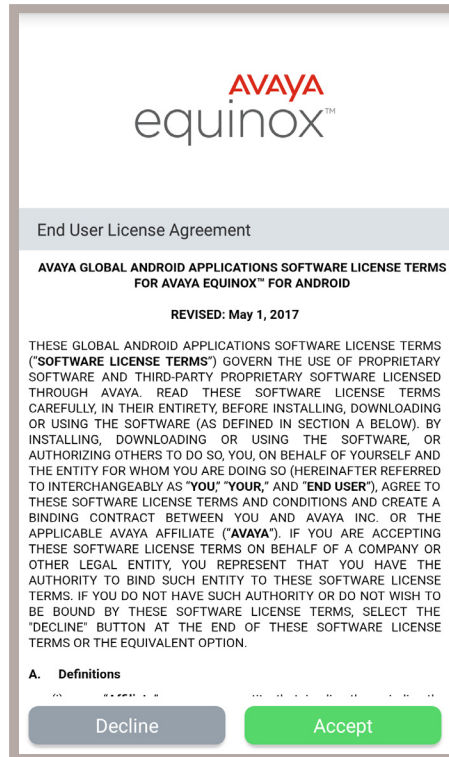 AVAYA
equinox™
End User License Agreement
AVAYA GLOBAL ANDROID APPLICATIONS SOFTWARE LICENSE TERMS
FOR AVAYA EQUINOX™ FOR ANDROID
REVISED: May 1, 2017
THESE GLOBAL ANDROID APPLICATIONS SOFTWARE LICENSE TERMS
("SOFTWARE LICENSE TERMS") GOVERN THE USE OF PROPRIETARY
SOFTWARE AND THIRD-PARTY PROPRIETARY SOFTWARE LICENSED
THROUGH AVAYA. READ THESE SOFTWARE LICENSE TERMS
CAREFULLY, IN THEIR ENTIRETY, BEFORE INSTALLING, DOWNLOADING
OR USING THE SOFTWARE (AS DEFINED IN SECTION A BELOW). BY
INSTALLING, DOWNLOADING OR USING THE SOFTWARE, OR
AUTHORIZING OTHERS TO DO SO, YOU, ON BEHALF OF YOURSELF AND
THE ENTITY FOR WHOM YOU ARE DOING SO (HEREINAFTER REFERRED
TO INTERCHANGEABLY AS "YOU," "YOUR," AND "END USER"), AGREE TO
THESE SOFTWARE LICENSE TERMS AND CONDITIONS AND CREATE A
BINDING CONTRACT BETWEEN YOU AND AVAYA INC. OR THE
APPLICABLE AVAYA AFFILIATE ("AVAYA"). IF YOU ARE ACCEPTING
THESE SOFTWARE LICENSE TERMS ON BEHALF OF A COMPANY OR
OTHER LEGAL ENTITY, YOU REPRESENT THAT YOU HAVE THE
AUTHORITY TO BIND SUCH ENTITY TO THESE SOFTWARE LICENSE
TERMS. IF YOU DO NOT HAVE SUCH AUTHORITY OR DO NOT WISH TO
BE BOUND BY THESE SOFTWARE LICENSE TERMS, SELECT THE
"DECLINE" BUTTON AT THE END OF THESE SOFTWARE LICENSE
TERMS OR THE EQUIVALENT OPTION.
A. Definitions
Decline Accept